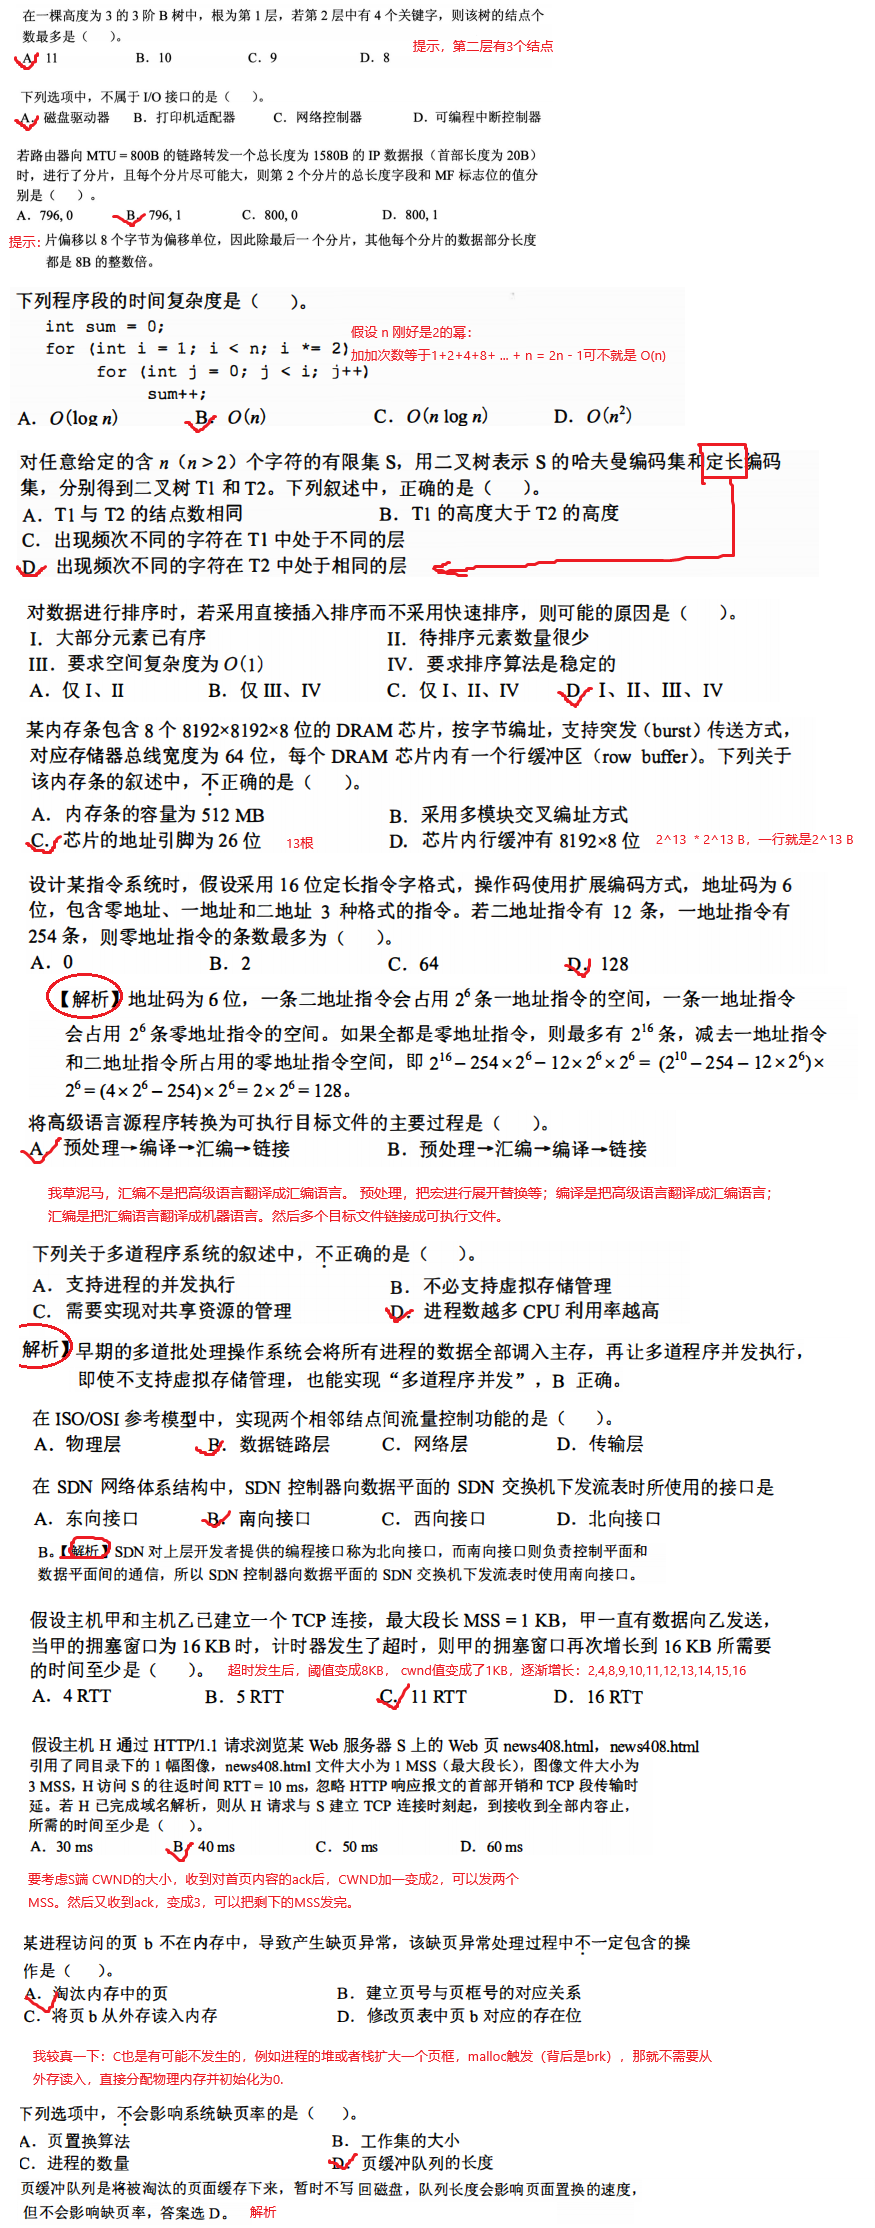 在一棵高度为 3 的 3 阶 B 树中，根为第 1 层，若第 2 层中有 4 个关键字，则该树的结点个
数最多是（ ）。
提示，第二层有3个结点
A. 11 B. 10 C. 9 D. 8
下列选项中，不属于 I/O 接口的是（ ）。
A. 磁盘驱动器 B. 打印机适配器 C. 网络控制器 D. 可编程中断控制器
若路由器向 MTU = 800B 的链路转发一个总长度为 1580B 的 IP 数据报（首部长度为 20B）
时，进行了分片，且每个分片尽可能大，则第 2 个分片的总长度字段和 MF 标志位的值分
别是（ ）。
A. 796, 0 B. 796, 1 C. 800, 0 D. 800, 1
提示：片偏移以 8 个字节为偏移单位，因此除最后一个分片，其他每个分片的数据部分长度
都是 8B 的整数倍。
下列程序段的时间复杂度是（ ）。
int sum = 0;
假设 n 刚好是2的幂：
for (int i = 1; i < n; i *= 2)
加加次数等于1+2+4+8+ ... + n = 2n - 1可不就是 O(n)
for (int j = 0; j < i; j++)
sum++;
A. O(log n) B. O(n) C. O(n log n) D. O(n²)
对任意给定的含 n（n > 2）个字符的有限集 S，用二叉树表示 S 的哈夫曼编码集和定长编码
集，分别得到二叉树 T1 和 T2。下列叙述中，正确的是（ ）。
A. T1 与 T2 的结点数相同 B. T1 的高度大于 T2 的高度
C. 出现频次不同的字符在 T1 中处于不同的层
D. 出现频次不同的字符在 T2 中处于相同的层
对数据进行排序时，若采用直接插入排序而不采用快速排序，则可能的原因是（ ）。
I. 大部分元素已有序 II. 待排序元素数量很少
III. 要求空间复杂度为 O(1) IV. 要求排序算法是稳定的
A. 仅 I、II B. 仅 III、IV C. 仅 I、II、IV D. I、II、III、IV
某内存条包含 8 个 8192×8192×8 位的 DRAM 芯片，按字节编址，支持突发（burst）传送方式，
对应存储器总线宽度为 64 位，每个 DRAM 芯片内有一个行缓冲区（row buffer）。下列关于
该内存条的叙述中，不正确的是（ ）。
A. 内存条的容量为 512 MB B. 采用多模块交叉编址方式
C. 芯片的地址引脚为 26 位 13根 D. 芯片内行缓冲有 8192×8 位 2^13 * 2^13 B，一行就是2^13 B
设计某指令系统时，假设采用 16 位定长指令字格式，操作码使用扩展编码方式，地址码为 6
位，包含零地址、一地址和二地址 3 种格式的指令。若二地址指令有 12 条，一地址指令有
254 条，则零地址指令的条数最多为（ ）。
A. 0 B. 2 C. 64 D. 128
【解析】地址码为 6 位，一条二地址指令会占用 2⁶ 条一地址指令的空间，一条一地址指令
会占用 2⁶ 条零地址指令的空间。如果全都是零地址指令，则最多有 2¹⁶ 条，减去一地址指令
和二地址指令所占用的零地址指令空间，即 2¹⁶ − 254 × 2⁶ − 12 × 2⁶ × 2⁶ = (2¹⁰ − 254 − 12 × 2⁶) ×
2⁶ = (4 × 2⁶ − 254) × 2⁶ = 2 × 2⁶ = 128。
将高级语言源程序转换为可执行目标文件的主要过程是（ ）。
A. 预处理→编译→汇编→链接 B. 预处理→汇编→编译→链接
我草泥马，汇编不是把高级语言翻译成汇编语言。 预处理，把宏进行展开替换等；编译是把高级语言翻译成汇编语言；
汇编是把汇编语言翻译成机器语言。然后多个目标文件链接成可执行文件。
下列关于多道程序系统的叙述中，不正确的是（ ）。
A. 支持进程的并发执行 B. 不必支持虚拟存储管理
C. 需要实现对共享资源的管理 D. 进程数越多 CPU 利用率越高
解析】早期的多道批处理操作系统会将所有进程的数据全部调入主存，再让多道程序并发执行，
即使不支持虚拟存储管理，也能实现“多道程序并发”，B 正确。
在 ISO/OSI 参考模型中，实现两个相邻结点间流量控制功能的是（ ）。
A. 物理层 B. 数据链路层 C. 网络层 D. 传输层
在 SDN 网络体系结构中，SDN 控制器向数据平面的 SDN 交换机下发流表时所使用的接口是
A. 东向接口 B. 南向接口 C. 西向接口 D. 北向接口
B。【解析】SDN 对上层开发者提供的编程接口称为北向接口，而南向接口则负责控制平面和
数据平面间的通信，所以 SDN 控制器向数据平面的 SDN 交换机下发流表时使用南向接口。
假设主机甲和主机乙已建立一个 TCP 连接，最大段长 MSS = 1 KB，甲一直有数据向乙发送，
当甲的拥塞窗口为 16 KB 时，计时器发生了超时，则甲的拥塞窗口再次增长到 16 KB 所需要
的时间至少是（ ）。 超时发生后，阈值变成8KB， cwnd值变成了1KB，逐渐增长：2,4,8,9,10,11,12,13,14,15,16
A. 4 RTT B. 5 RTT C. 11 RTT D. 16 RTT
假设主机 H 通过 HTTP/1.1 请求浏览某 Web 服务器 S 上的 Web 页 news408.html，news408.html
引用了同目录下的 1 幅图像，news408.html 文件大小为 1 MSS（最大段长），图像文件大小为
3 MSS，H 访问 S 的往返时间 RTT = 10 ms，忽略 HTTP 响应报文的首部开销和 TCP 段传输时
延。若 H 已完成域名解析，则从 H 请求与 S 建立 TCP 连接时刻起，到接收到全部内容止，
所需的时间至少是（ ）。
A. 30 ms B. 40 ms C. 50 ms D. 60 ms
要考虑S端 CWND的大小，收到对首页内容的ack后，CWND加一变成2，可以发两个
MSS。然后又收到ack，变成3，可以把剩下的MSS发完。
某进程访问的页 b 不在内存中，导致产生缺页异常，该缺页异常处理过程中不一定包含的操
作是（ ）。
A. 淘汰内存中的页 B. 建立页号与页框号的对应关系
C. 将页 b 从外存读入内存 D. 修改页表中页 b 对应的存在位
我较真一下：C也是有可能不发生的，例如进程的堆或者栈扩大一个页框，malloc触发（背后是brk），那就不需要从
外存读入，直接分配物理内存并初始化为0.
下列选项中，不会影响系统缺页率的是（ ）。
A. 页置换算法 B. 工作集的大小
C. 进程的数量 D. 页缓冲队列的长度
页缓冲队列是将被淘汰的页面缓存下来，暂时不写回磁盘，队列长度会影响页面置换的速度，
但不会影响缺页率，答案选 D。 解析